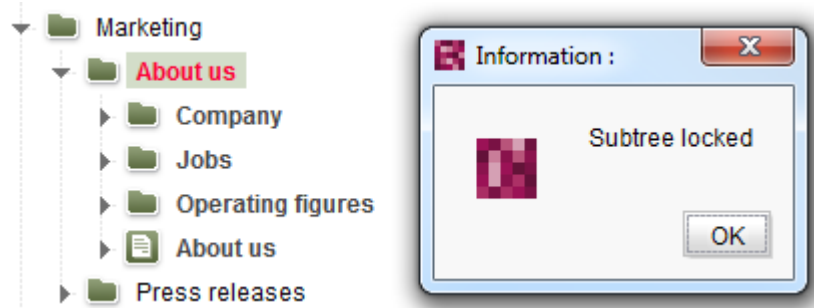 Marketing
About us
Company
Jobs
Operating figures
About us
Press releases
Information :
Subtree locked
OK